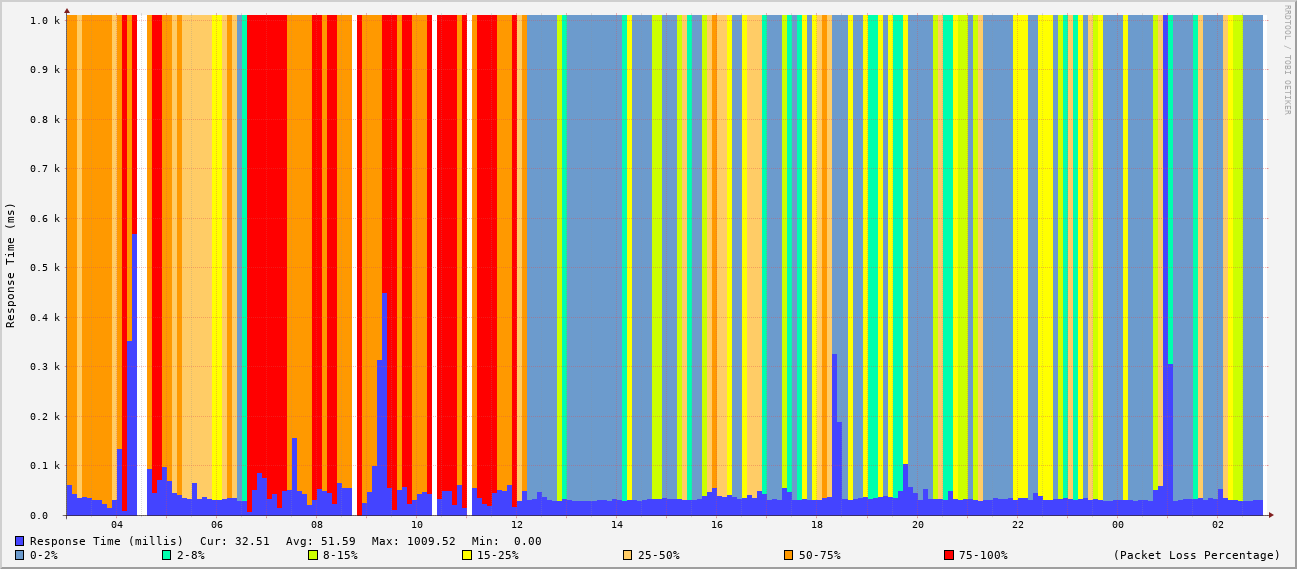 RRDTOOL / TOBI OETIKER
Response Time (ms)
1.0 k
0.9 k
0.8 k
0.7 k
0.6 k
0.5 k
0.4 k
0.3 k
0.2 k
0.1 k
0.0
04 06 08 10 12 14 16 18 20 22 00 02
Response Time (millis) Cur: 32.51 Avg: 51.59 Max: 1009.52 Min: 0.00
0-2% 2-8% 8-15% 15-25% 25-50% 50-75% 75-100% (Packet Loss Percentage)